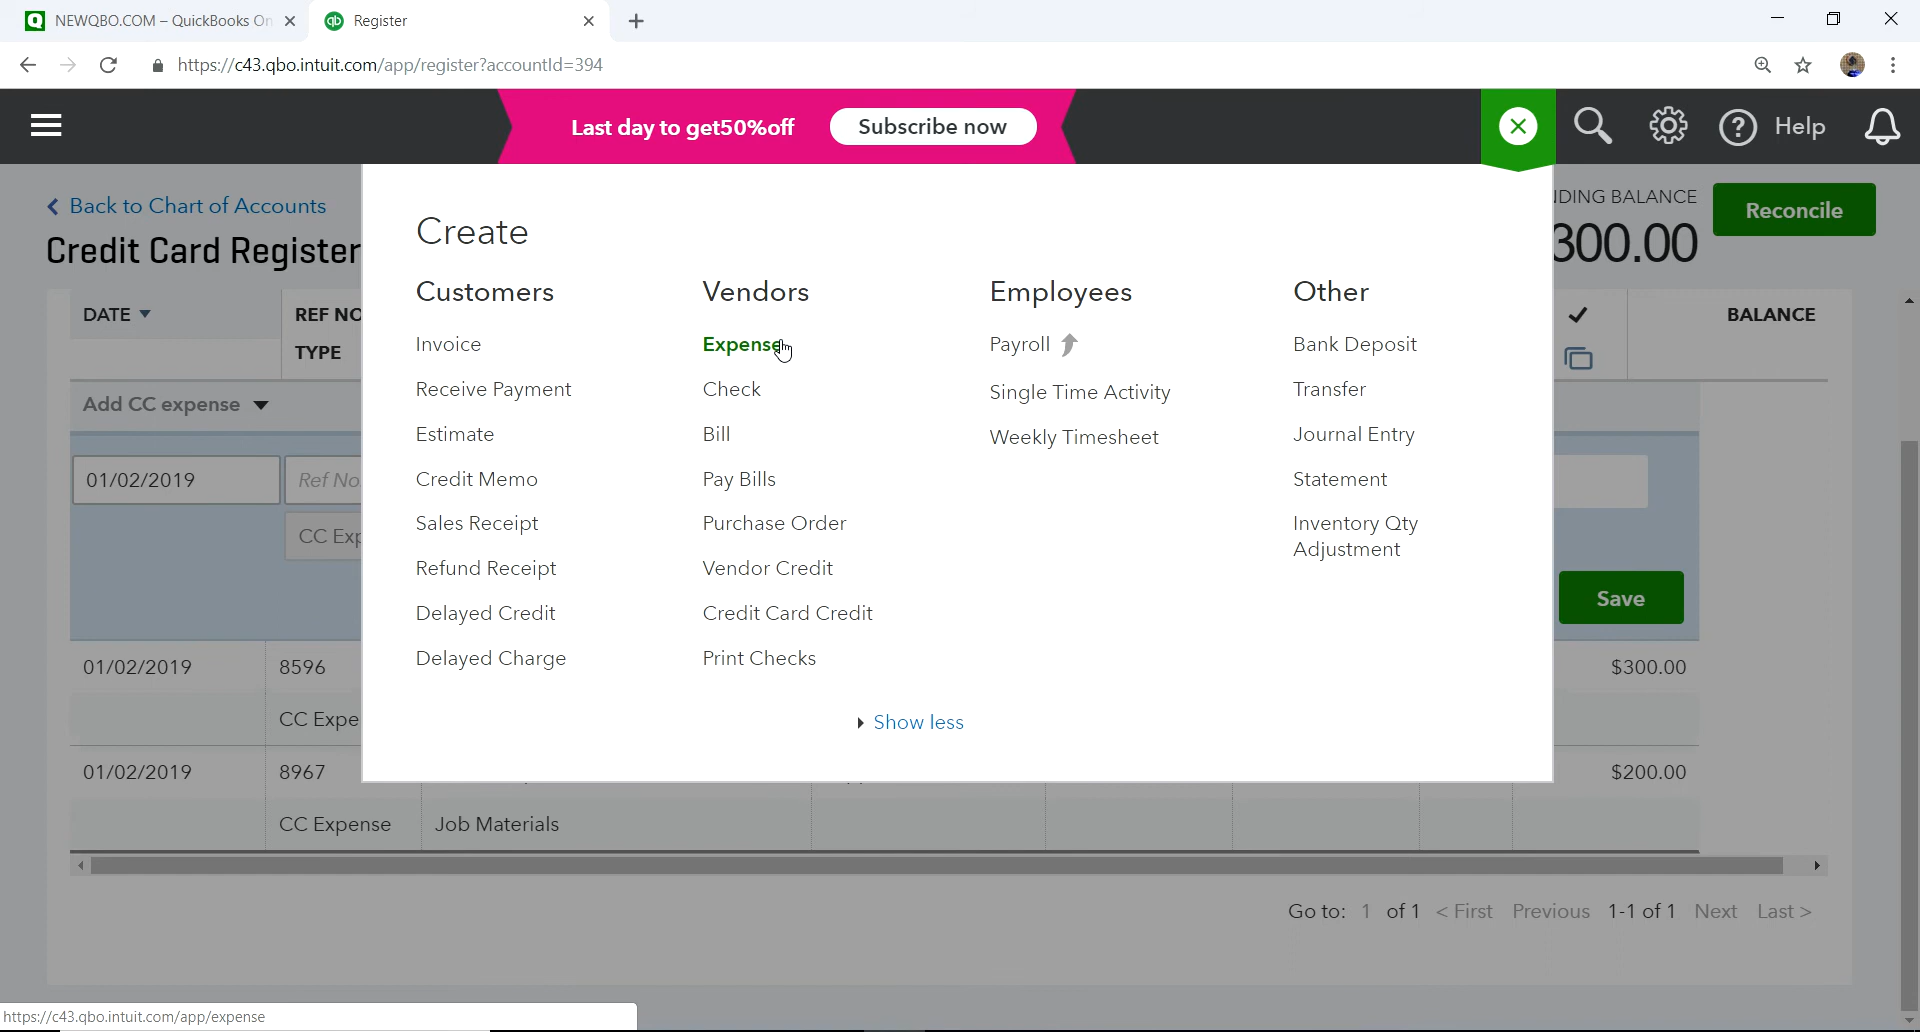 NEWQBO.COM – QuickBooks On
Register
https://c43.qbo.intuit.com/app/register?accountId=394
Last day to get50%off
Subscribe now
Help
Back to Chart of Accounts
Credit Card Register
DING BALANCE
300.00
Reconcile
Create
Customers
Invoice
Receive Payment
Estimate
Credit Memo
Sales Receipt
Refund Receipt
Delayed Credit
Delayed Charge
Vendors
Expense
Check
Bill
Pay Bills
Purchase Order
Vendor Credit
Credit Card Credit
Print Checks
Employees
Payroll
Single Time Activity
Weekly Timesheet
Other
Bank Deposit
Transfer
Journal Entry
Statement
Inventory Qty
Adjustment
Show less
DATE
REF NO
TYPE
BALANCE
Add CC expense
01/02/2019
Ref No.
CC Exp
Save
01/02/2019
8596
$300.00
CC Expe
01/02/2019
8967
$200.00
CC Expense
Job Materials
Go to: 1 of 1 < First Previous 1-1 of 1 Next Last >
https://c43.qbo.intuit.com/app/expense